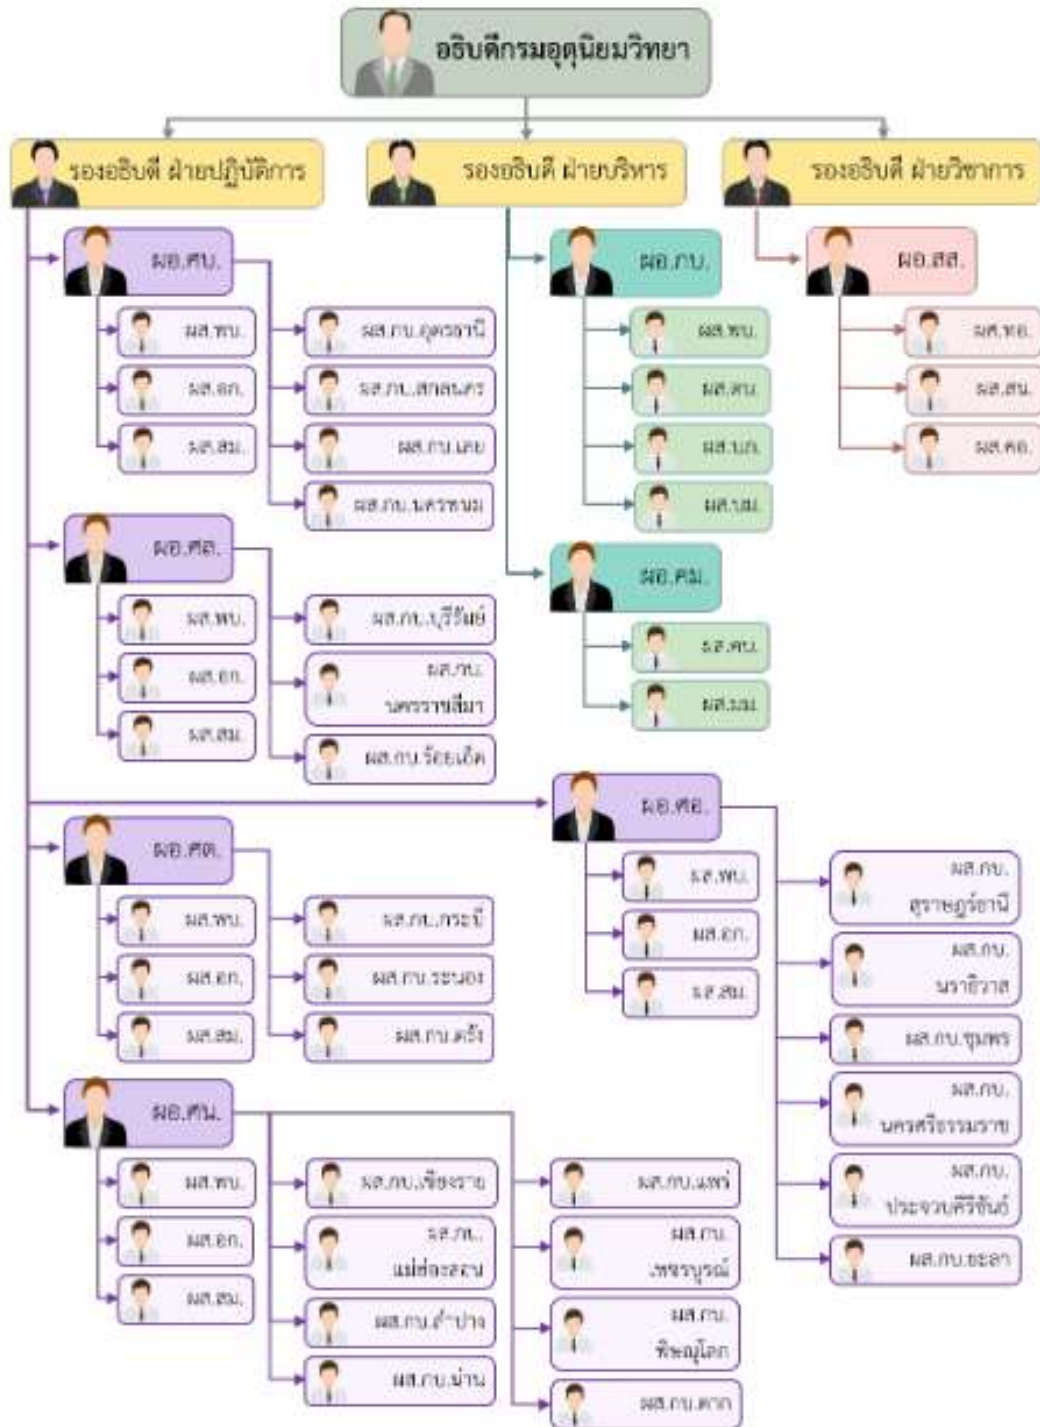 อธิบดีกรมอุตุนิยมวิทยา
รองอธิบดี ฝ่ายปฏิบัติการ
รองอธิบดี ฝ่ายบริหาร
รองอธิบดี ฝ่ายวิชาการ
ผอ.ศบ.
ผส.พบ.
ผส.อก.
ผส.สม.
ผส.กบ.อุดรธานี
ผส.กบ.สกลนคร
ผส.กบ.เลย
ผส.กบ.นครพนม
ผอ.ศล.
ผส.พบ.
ผส.อก.
ผส.สม.
ผส.กบ.บุรีรัมย์
ผส.กบ.
นครราชสีมา
ผส.กบ.ร้อยเอ็ด
ผอ.ศต.
ผส.พบ.
ผส.อก.
ผส.สม.
ผส.กบ.กระบี่
ผส.กบ.ระนอง
ผส.กบ.ตรัง
ผอ.ศน.
ผส.พบ.
ผส.อก.
ผส.สม.
ผส.กบ.เชียงราย
ผส.กบ.
แม่ฮ่องสอน
ผส.กบ.ลำปาง
ผส.กบ.น่าน
ผส.กบ.แพร่
ผส.กบ.
เพชรบูรณ์
ผส.กบ.
พิษณุโลก
ผส.กบ.ตาก
ผอ.กบ.
ผส.พบ.
ผส.บก.
ผส.บม.
ผอ.คม.
ผส.มม.
ผอ.ศอ.
ผส.พบ.
ผส.อก.
ผส.สม.
ผส.กบ.
สุราษฎร์ธานี
ผส.กบ.
นราธิวาส
ผส.กบ.ชุมพร
ผส.กบ.
นครศรีธรรมราช
ผส.กบ.
ประจวบคีรีขันธ์
ผส.กบ.ยะลา
ผอ.สส.
ผส.ทอ.
ผส.สน.
ผส.คอ.